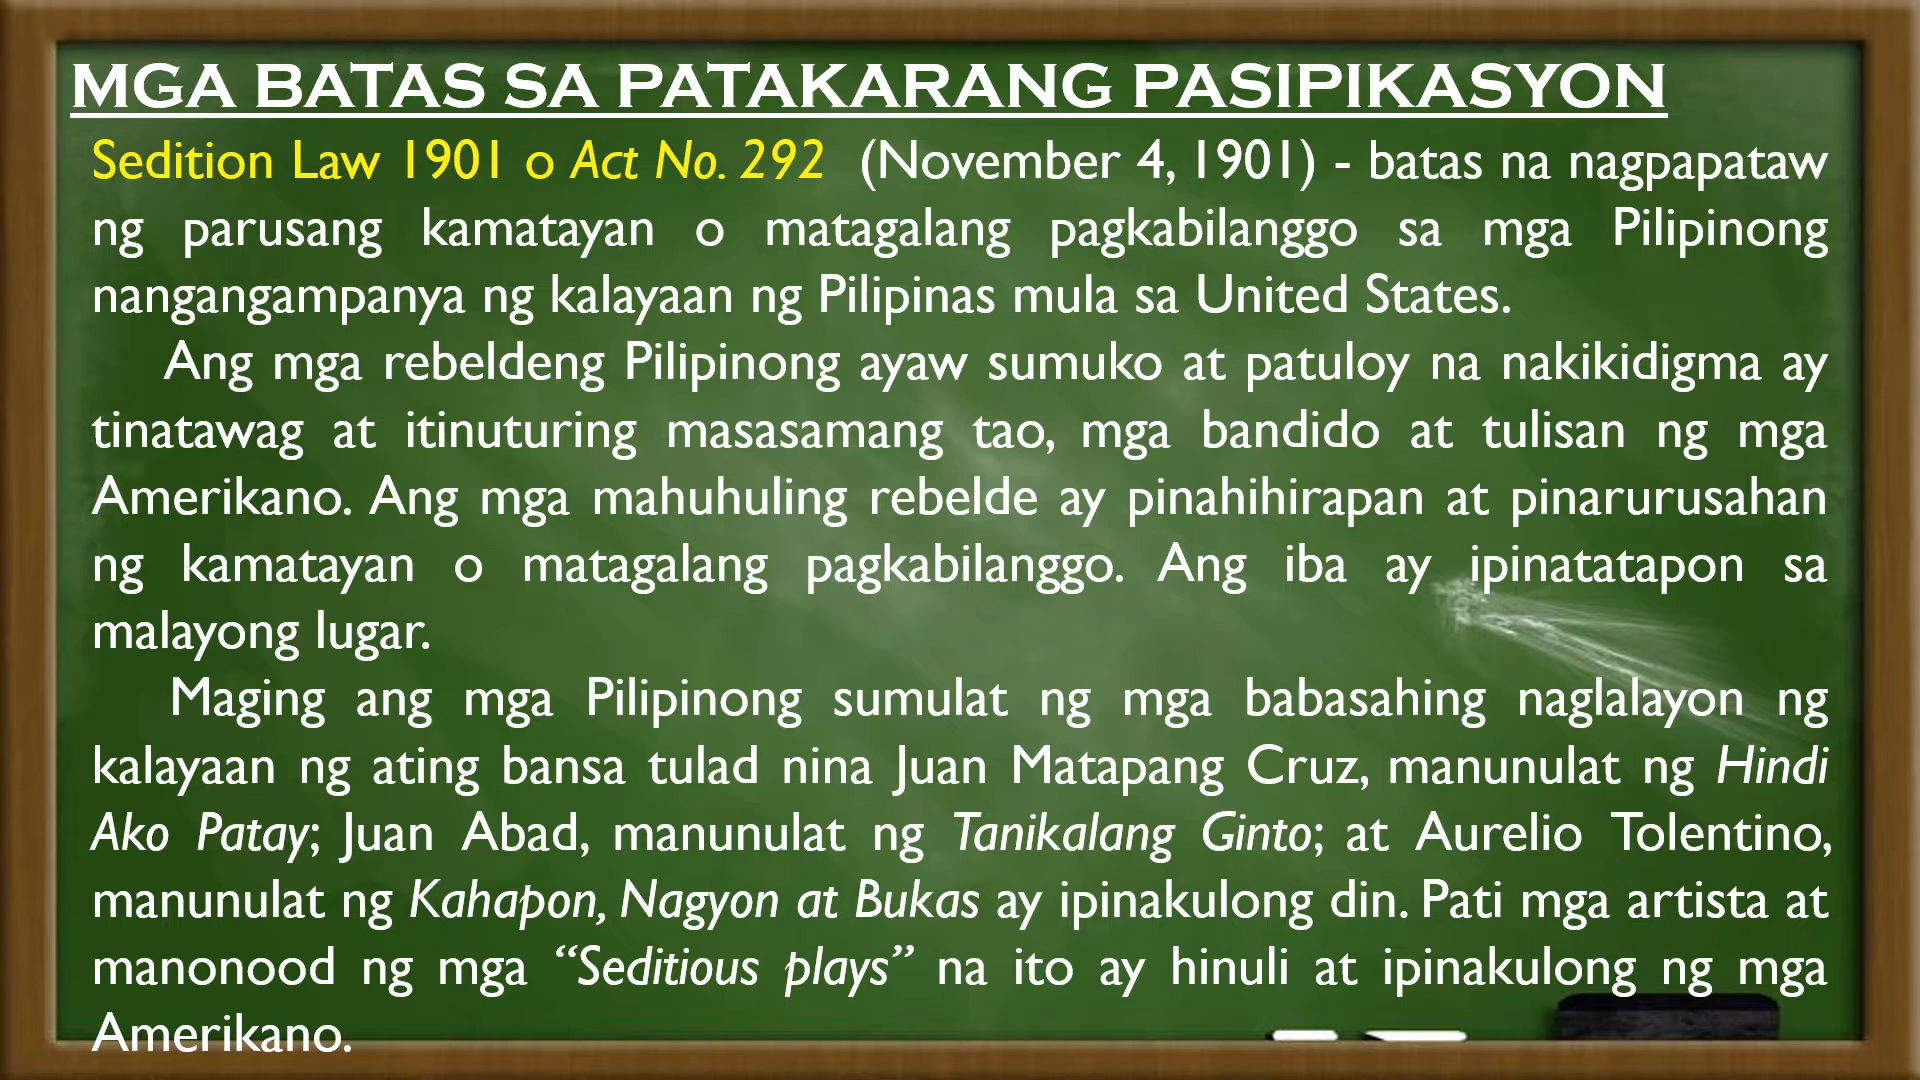 MGA BATAS SA PATAKARANG PASIPIKASYON
Sedition Law 1901 o Act No. 292 (November 4, 1901) - batas na nagpapataw
ng parusang kamatayan o matagalang pagkabilanggo sa mga Pilipinong
nangangampanya ng kalayaan ng Pilipinas mula sa United States.
Ang mga rebeldeng Pilipinong ayaw sumuko at patuloy na nakikidigma ay
tinatawag at itinuturing masasamang tao, mga bandido at tulisan ng mga
Amerikano. Ang mga mahuhuling rebelde ay pinahihirapan at pinarurusahan
ng kamatayan o matagalang pagkabilanggo. Ang iba ay ipinatatapon sa
malayong lugar.
Maging ang mga Pilipinong sumulat ng mga babasahing naglalayon ng
kalayaan ng ating bansa tulad nina Juan Matapang Cruz, manunulat ng Hindi
Ako Patay; Juan Abad, manunulat ng Tanikalang Ginto; at Aurelio Tolentino,
manunulat ng Kahapon, Nagyon at Bukas ay ipinakulong din. Pati mga artista at
manonood ng mga “Seditious plays” na ito ay hinuli at ipinakulong ng mga
Amerikano.